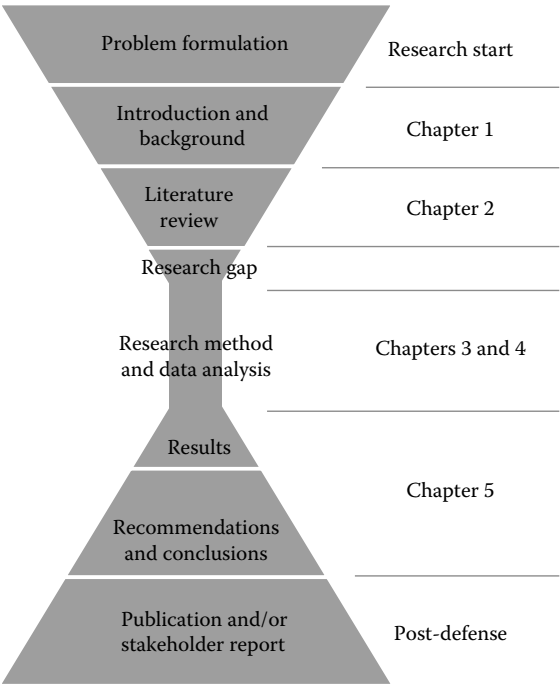 Problem formulation
Research start
Introduction and
background
Chapter 1
Literature
review
Chapter 2
Research gap
Research method
and data analysis
Chapters 3 and 4
Results
Chapter 5
Recommendations
and conclusions
Publication and/or
stakeholder report
Post-defense